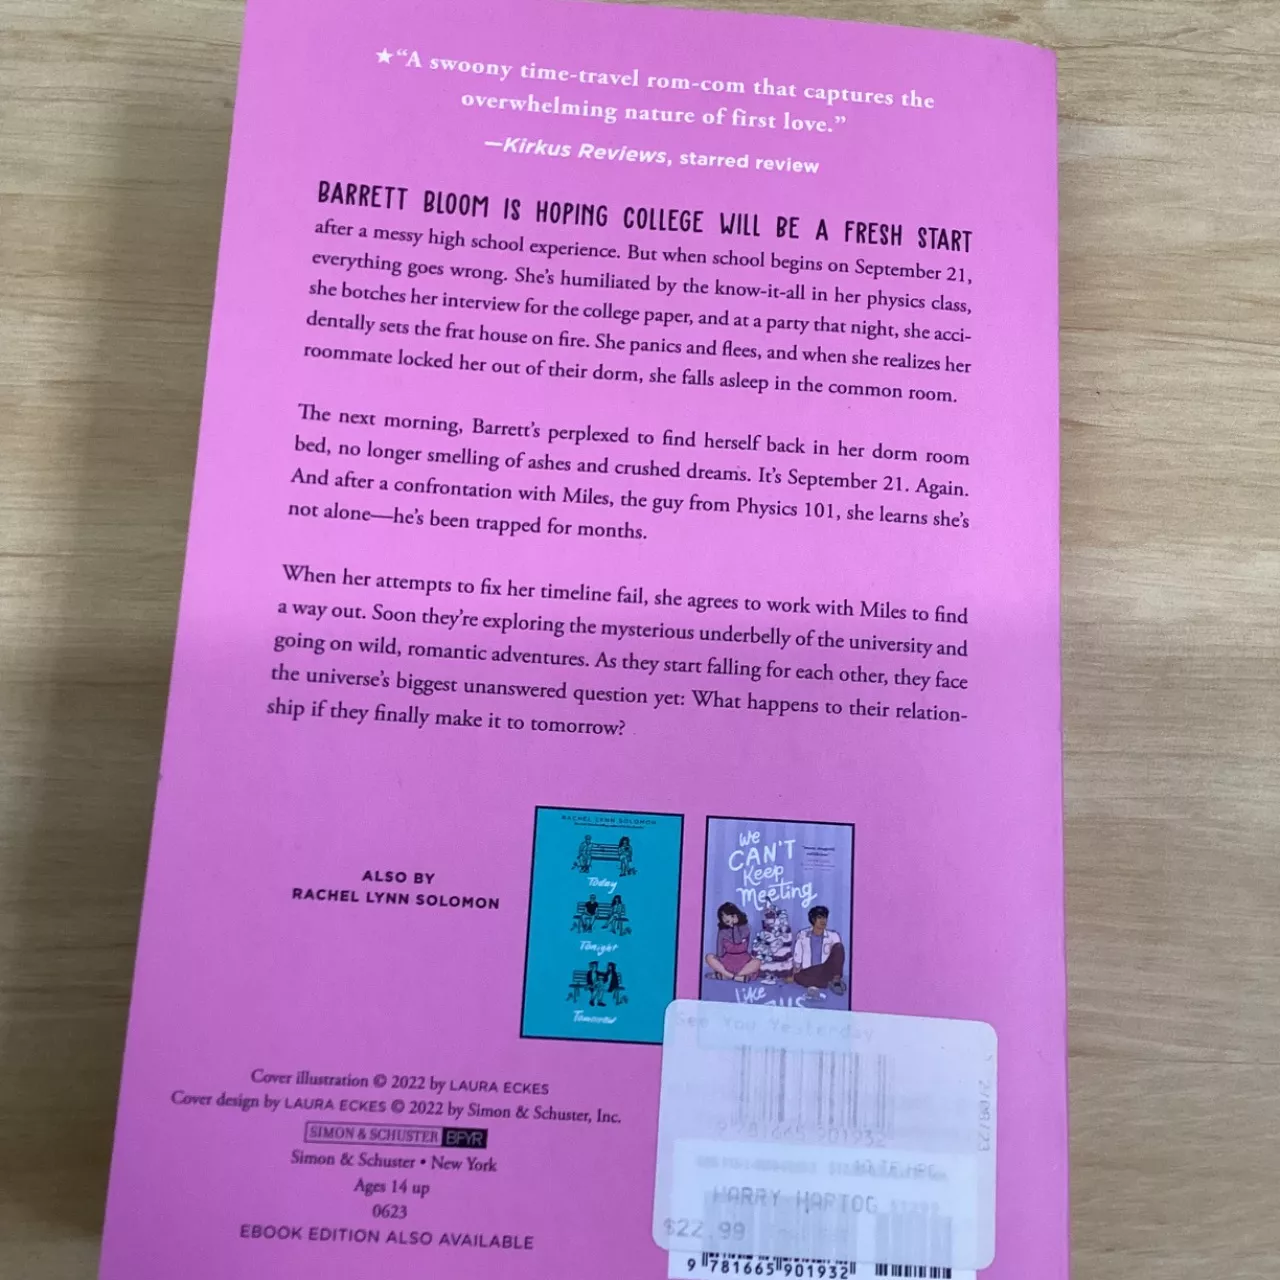 ★“A swoony time-travel rom-com that captures the
overwhelming nature of first love.”
—Kirkus Reviews, starred review
BARRETT BLOOM IS HOPING COLLEGE WILL BE A FRESH START
after a messy high school experience. But when school begins on September 21,
everything goes wrong. She’s humiliated by the know-it-all in her physics class,
she botches her interview for the college paper, and at a party that night, she acci-
dentally sets the frat house on fire. She panics and flees, and when she realizes her
roommate locked her out of their dorm, she falls asleep in the common room.
The next morning, Barrett’s perplexed to find herself back in her dorm room
bed, no longer smelling of ashes and crushed dreams. It’s September 21. Again.
And after a confrontation with Miles, the guy from Physics 101, she learns she’s
not alone—he’s been trapped for months.
When her attempts to fix her timeline fail, she agrees to work with Miles to find
a way out. Soon they’re exploring the mysterious underbelly of the university and
going on wild, romantic adventures. As they start falling for each other, they face
the universe’s biggest unanswered question yet: What happens to their relation-
ship if they finally make it to tomorrow?
ALSO BY
RACHEL LYNN SOLOMON
RACHEL LYNN SOLOMON
Today
Tonight
Tomorrow
We
CAN'T
Keep
Meeting
Like
See You Yesterday
9 781665 901932
2/09/23
HARRY HARTOG
$22.99
9 781665 901932
Cover illustration © 2022 by LAURA ECKES
Cover design by LAURA ECKES © 2022 by Simon & Schuster, Inc.
SIMON & SCHUSTER BFYR
Simon & Schuster • New York
Ages 14 up
0623
EBOOK EDITION ALSO AVAILABLE